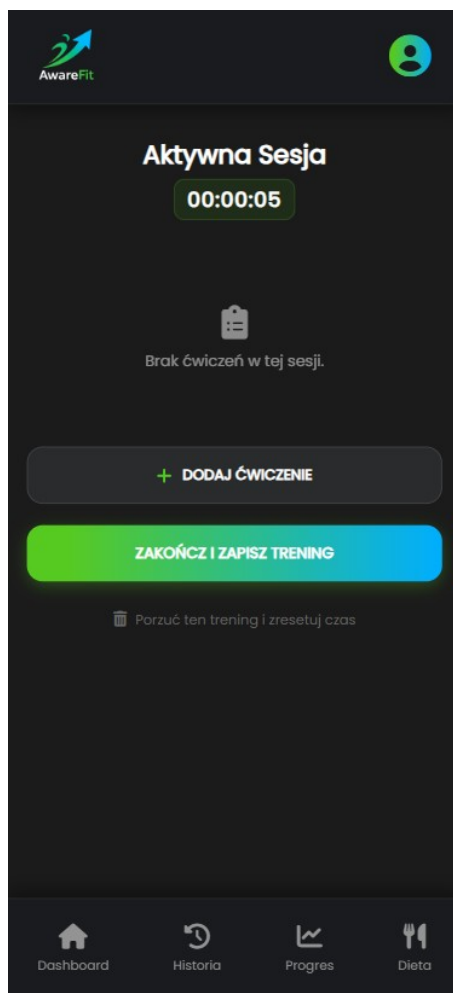 AwareFit
Aktywna Sesja
00:00:05
Brak ćwiczeń w tej sesji.
+ DODAJ ĆWICZENIE
ZAKOŃCZ I ZAPISZ TRENING
Porzuć ten trening i zresetuj czas
Dashboard Historia Progres Dieta